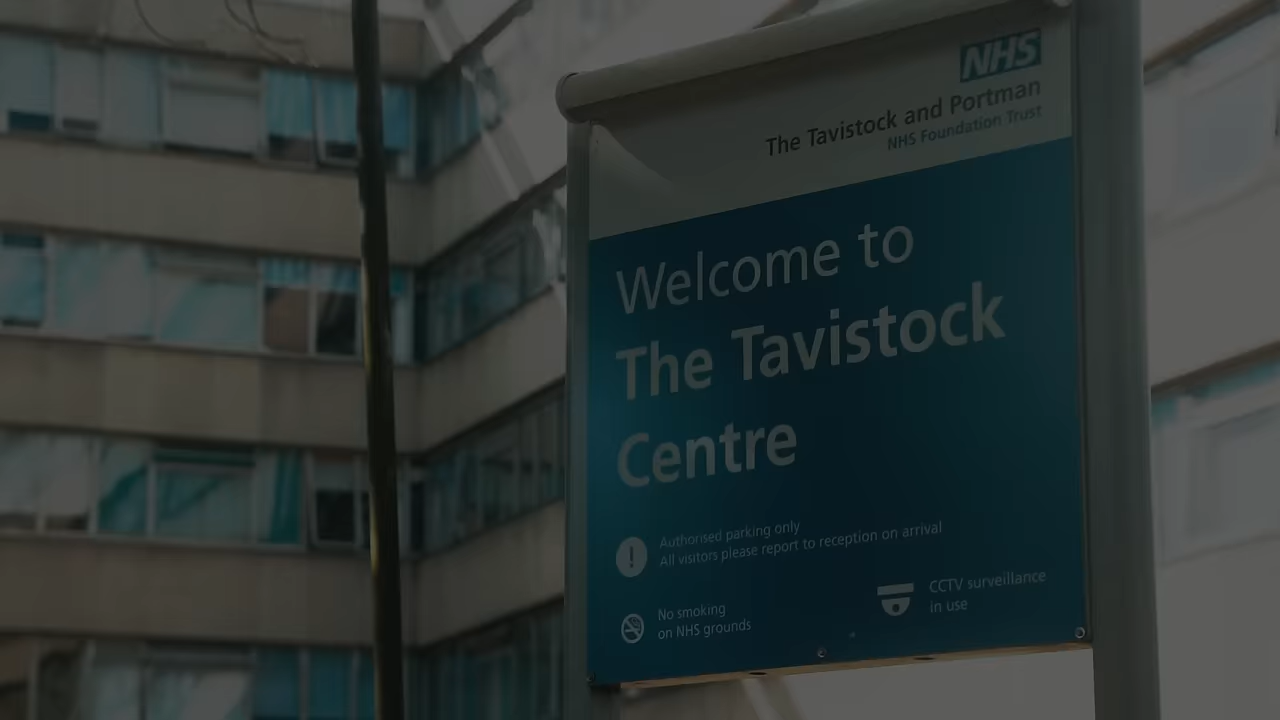 NHS
The Tavistock and Portman
NHS Foundation Trust
Welcome to
The Tavistock
Centre
Authorised parking only
All visitors please report to reception on arrival
No smoking
on NHS grounds
CCTV surveillance
in use